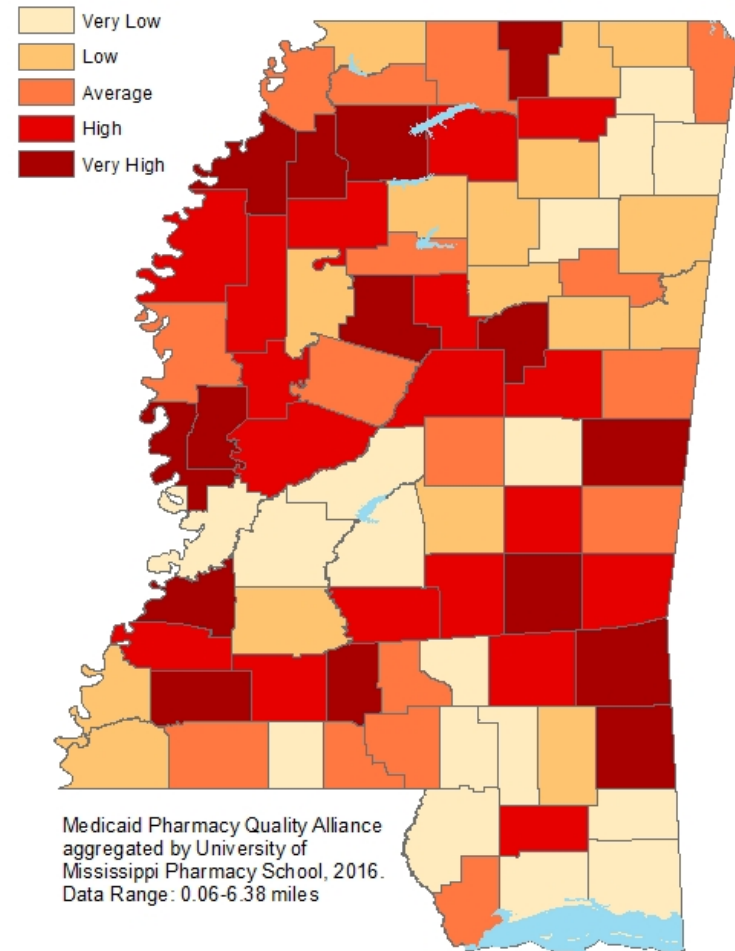 Very Low
Low
Average
High
Very High
Medicaid Pharmacy Quality Alliance
aggregated by University of
Mississippi Pharmacy School, 2016.
Data Range: 0.06-6.38 miles